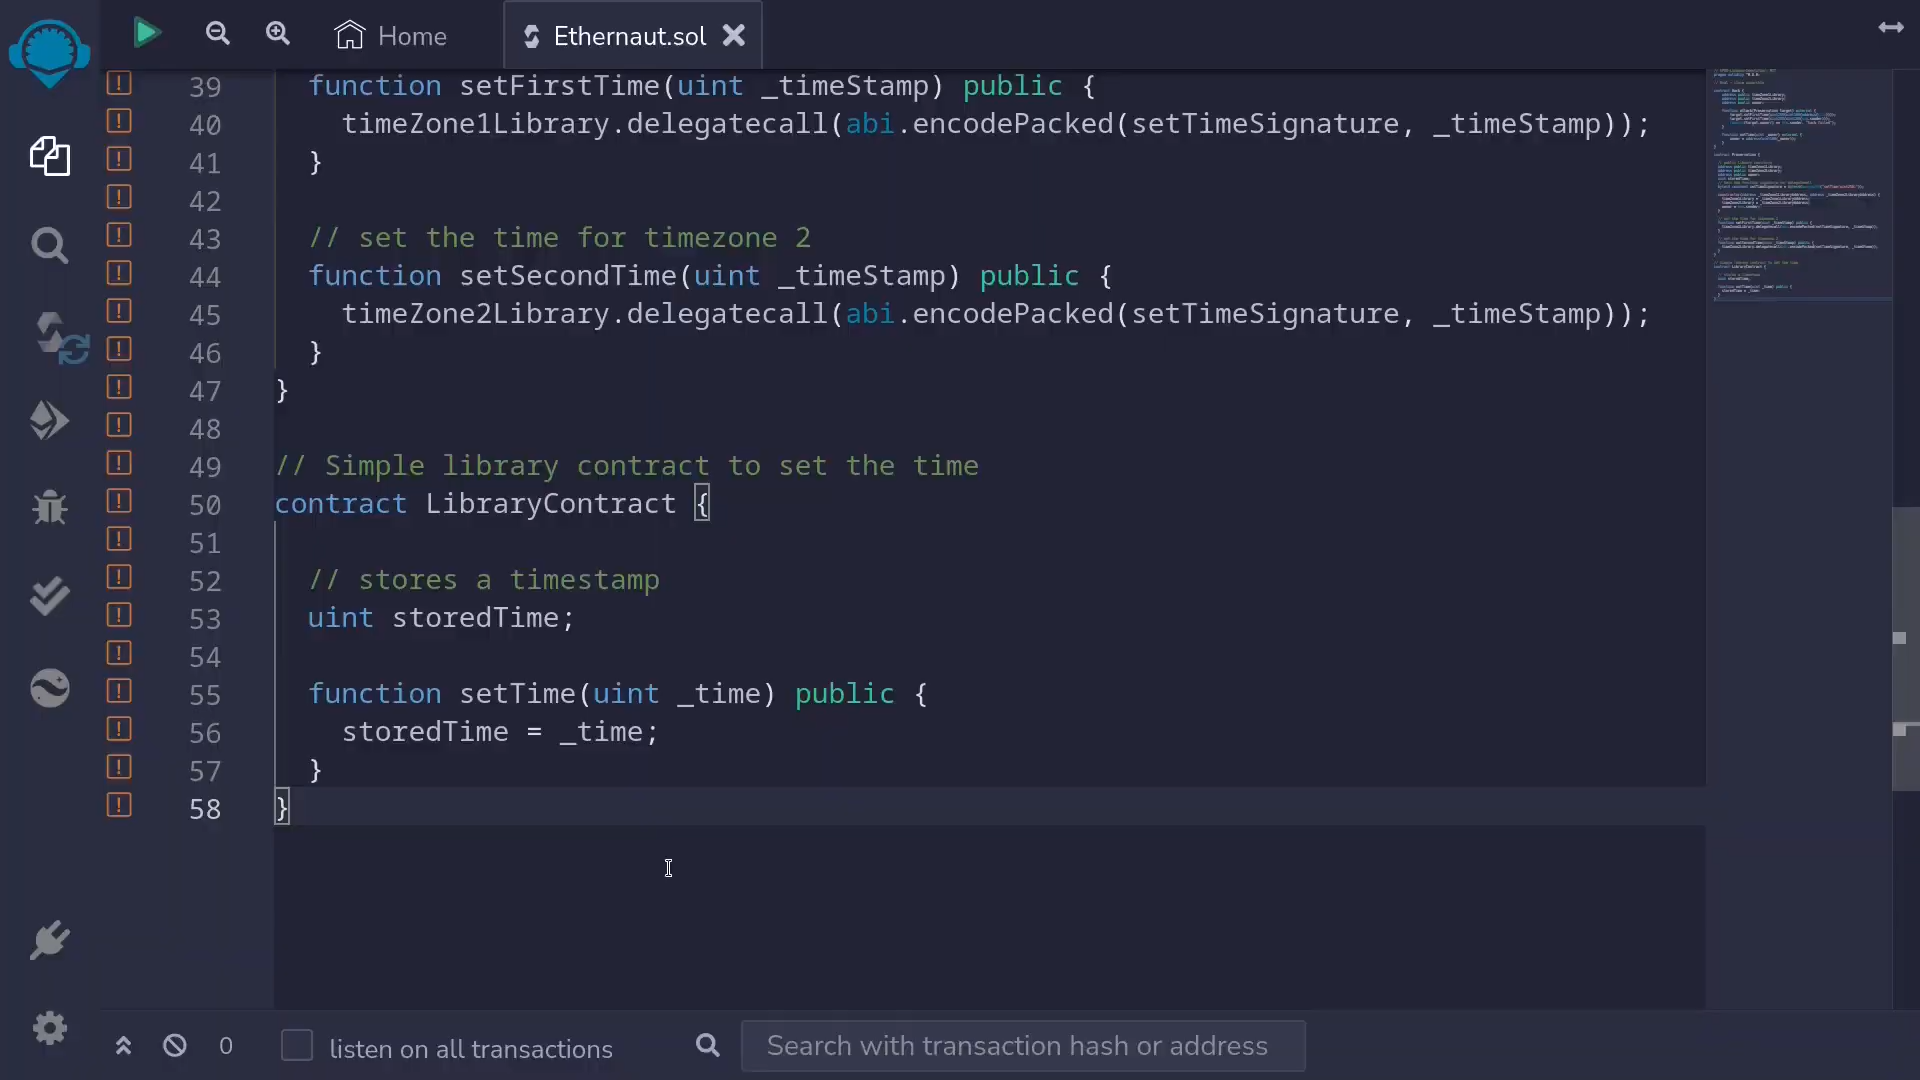 Home
Ethernaut.sol
39 function setFirstTime(uint _timeStamp) public {
40 timeZone1Library.delegatecall(abi.encodePacked(setTimeSignature, _timeStamp));
41 }
42
43 // set the time for timezone 2
44 function setSecondTime(uint _timeStamp) public {
45 timeZone2Library.delegatecall(abi.encodePacked(setTimeSignature, _timeStamp));
46 }
47 }
48
49 // Simple library contract to set the time
50 contract LibraryContract {
51
52 // stores a timestamp
53 uint storedTime;
54
55 function setTime(uint _time) public {
56 storedTime = _time;
57 }
58 }
0 listen on all transactions
Search with transaction hash or address